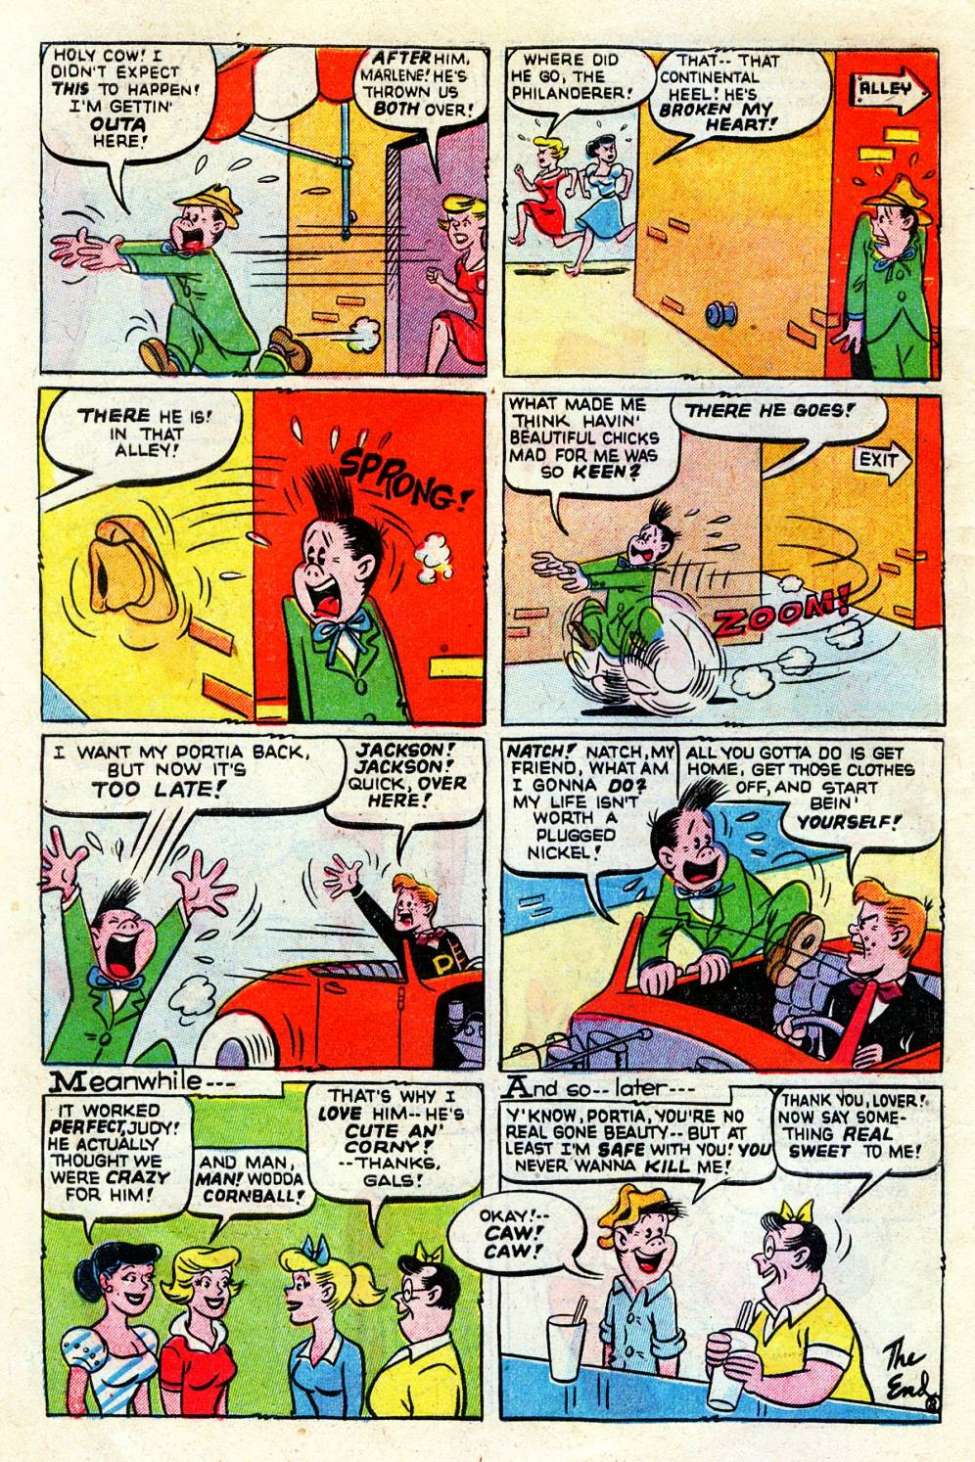 HOLY COW! I
DIDN'T EXPECT
THIS TO HAPPEN!
I'M GETTIN'
OUTA
HERE!
AFTER HIM,
MARLENE! HE'S
THROWN US
BOTH OVER!
WHERE DID
HE GO, THE
PHILANDERER!
THAT-- THAT
CONTINENTAL
HEEL! HE'S
BROKEN MY
HEART!
ALLEY
THERE HE IS!
IN THAT
ALLEY!
SPRONG!
WHAT MADE ME
THINK HAVIN'
BEAUTIFUL CHICKS
MAD FOR ME WAS
SO KEEN?
THERE HE GOES!
EXIT
ZOOM!
I WANT MY PORTIA BACK,
BUT NOW IT'S
TOO LATE!
JACKSON!
JACKSON!
QUICK, OVER
HERE!
P
NATCH! NATCH, MY
FRIEND, WHAT AM
I GONNA DO?
MY LIFE ISN'T
WORTH A
PLUGGED
NICKEL!
ALL YOU GOTTA DO IS GET
HOME, GET THOSE CLOTHES
OFF, AND START
BEIN'
YOURSELF!
Meanwhile---
IT WORKED
PERFECT, JUDY!
HE ACTUALLY
THOUGHT WE
WERE CRAZY
FOR HIM!
AND MAN,
MAN! WODDA
CORNBALL!
THAT'S WHY I
LOVE HIM-- HE'S
CUTE AN'
CORNY!
--THANKS,
GALS!
And so-- later---
Y'KNOW, PORTIA, YOU'RE NO
REAL GONE BEAUTY-- BUT AT
LEAST I'M SAFE WITH YOU! YOU
NEVER WANNA KILL ME!
THANK YOU, LOVER!
NOW SAY SOME-
THING REAL
SWEET TO ME!
OKAY!--
CAW!
CAW!
The
End